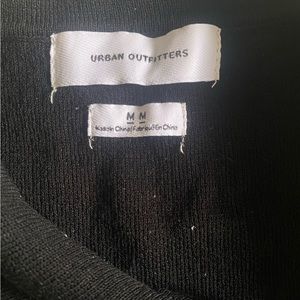 URBAN OUTFITTERS
M M
Made in China/Fabriqué En Chine